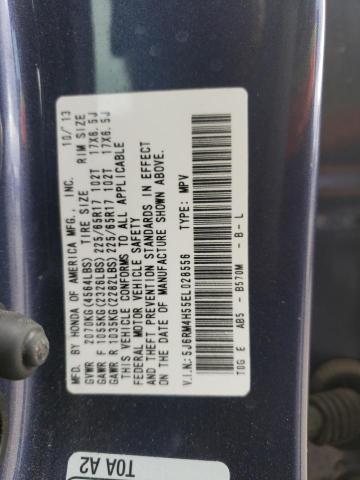 MFD. BY HONDA OF AMERICA MFG., INC. 10/13
GVWR 2070KG(4564LBS) TIRE SIZE RIM SIZE
GAWR F 1055KG(2326LBS) 225/65R17 102T 17X6.5J
GAWR R 1035KG(2282LBS) 225/65R17 102T 17X6.5J
THIS VEHICLE CONFORMS TO ALL APPLICABLE
FEDERAL MOTOR VEHICLE SAFETY
AND THEFT PREVENTION STANDARDS IN EFFECT
ON THE DATE OF MANUFACTURE SHOWN ABOVE.
V.I.N.: 5J6RM4H55EL028556 TYPE: MPV
T0G E AB5 -B570M -B-L
T0A A2